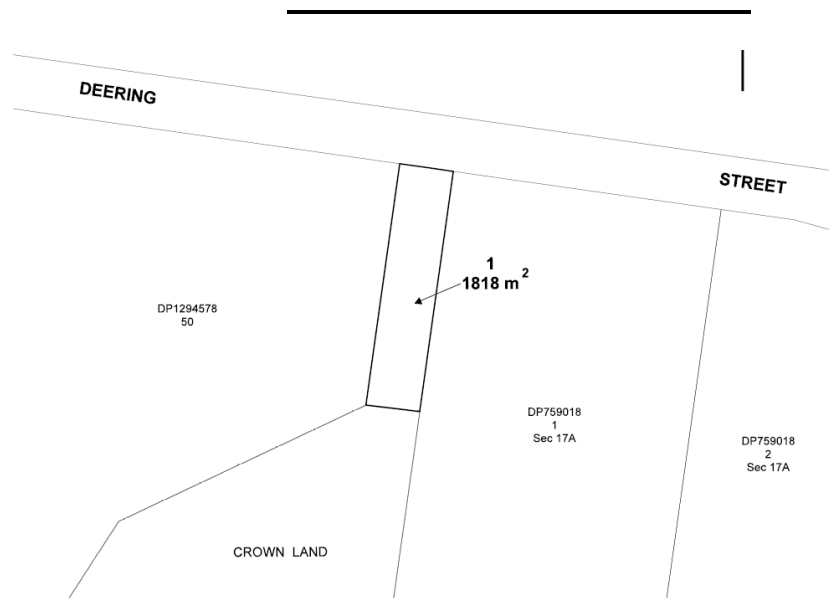 DEERING
STREET
1
1818 m²
DP1294578
50
DP759018
1
Sec 17A
DP759018
2
Sec 17A
CROWN LAND